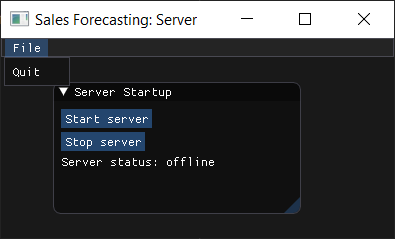 Sales Forecasting: Server
File
Quit
Server Startup
Start server
Stop server
Server status: offline